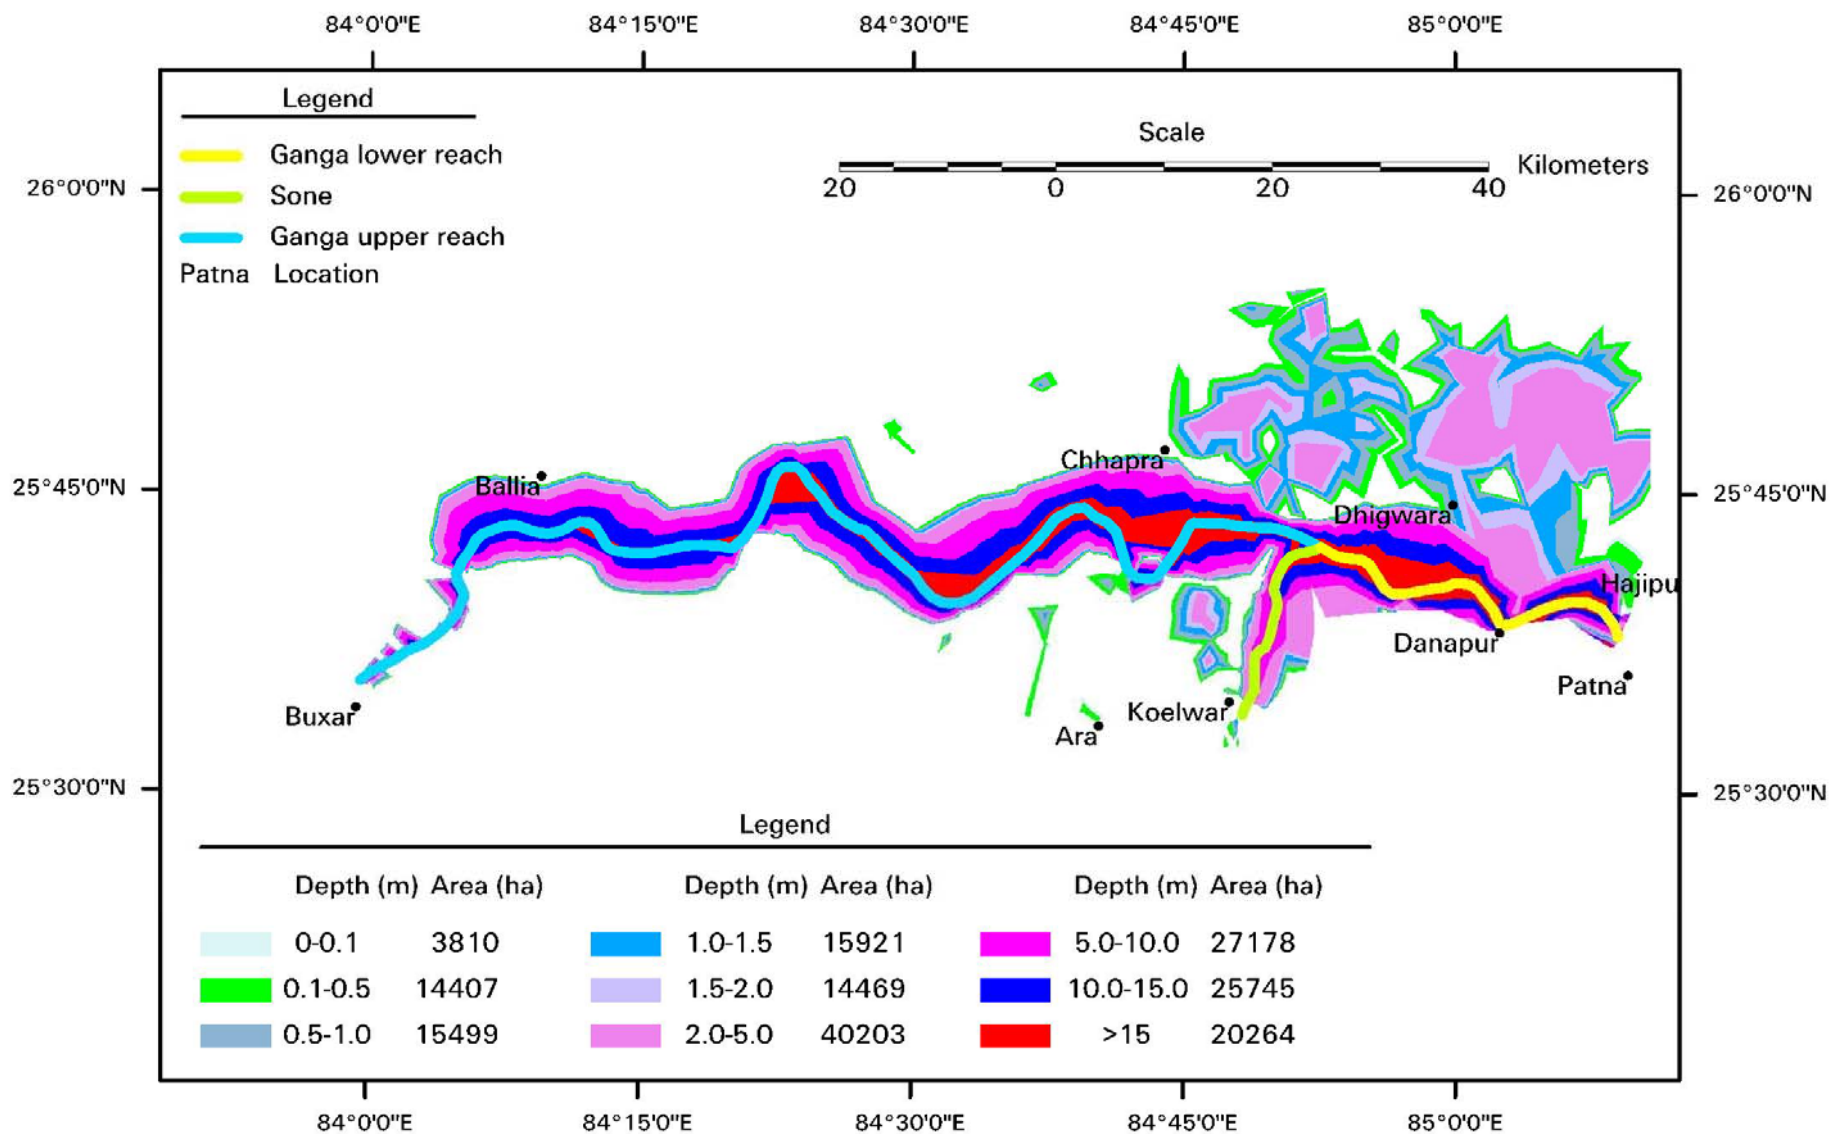 84°0'0"E 84°15'0"E 84°30'0"E 84°45'0"E 85°0'0"E
Legend
Ganga lower reach
Sone
Ganga upper reach
Patna Location
Scale
Kilometers
20 0 20 40
26°0'0"N 26°0'0"N
25°45'0"N 25°45'0"N
25°30'0"N 25°30'0"N
Chhapra
Ballia
Dhigwara
Hajipu
Danapur
Patna
Buxar
Koelwar
Ara
Legend
Depth (m) Area (ha) Depth (m) Area (ha) Depth (m) Area (ha)
0-0.1 3810 1.0-1.5 15921 5.0-10.0 27178
0.1-0.5 14407 1.5-2.0 14469 10.0-15.0 25745
0.5-1.0 15499 2.0-5.0 40203 >15 20264
84°0'0"E 84°15'0"E 84°30'0"E 84°45'0"E 85°0'0"E